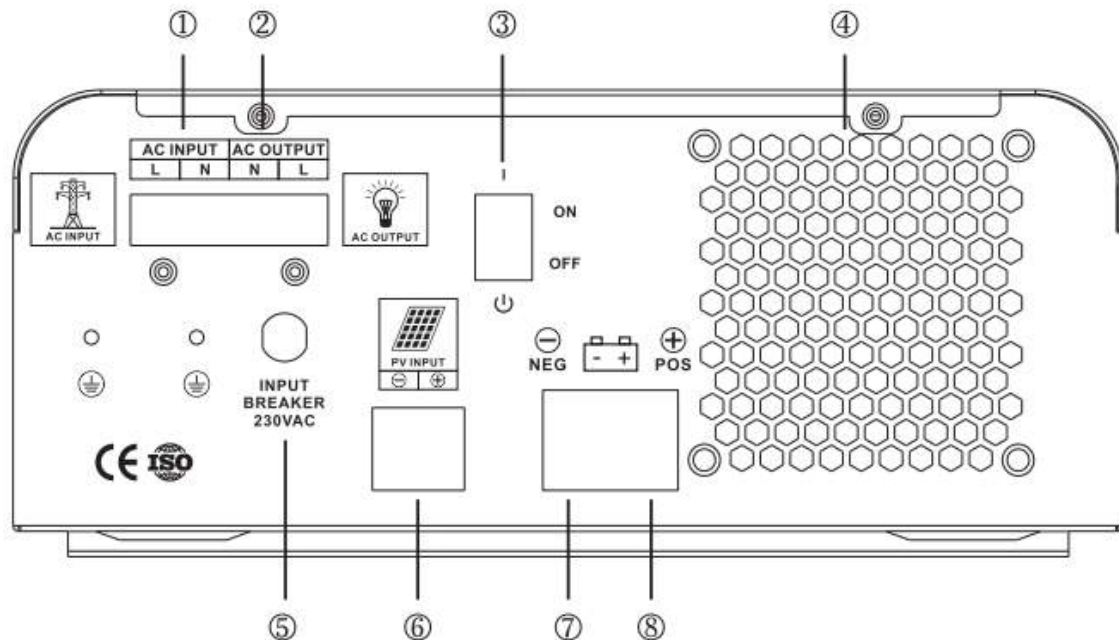 ① ② ③ ④
AC INPUT AC OUTPUT
L N N L
AC INPUT
AC OUTPUT
I
ON
OFF
PV INPUT
- +
- NEG - + + POS
INPUT
BREAKER
230VAC
CE ISO
⑤ ⑥ ⑦ ⑧